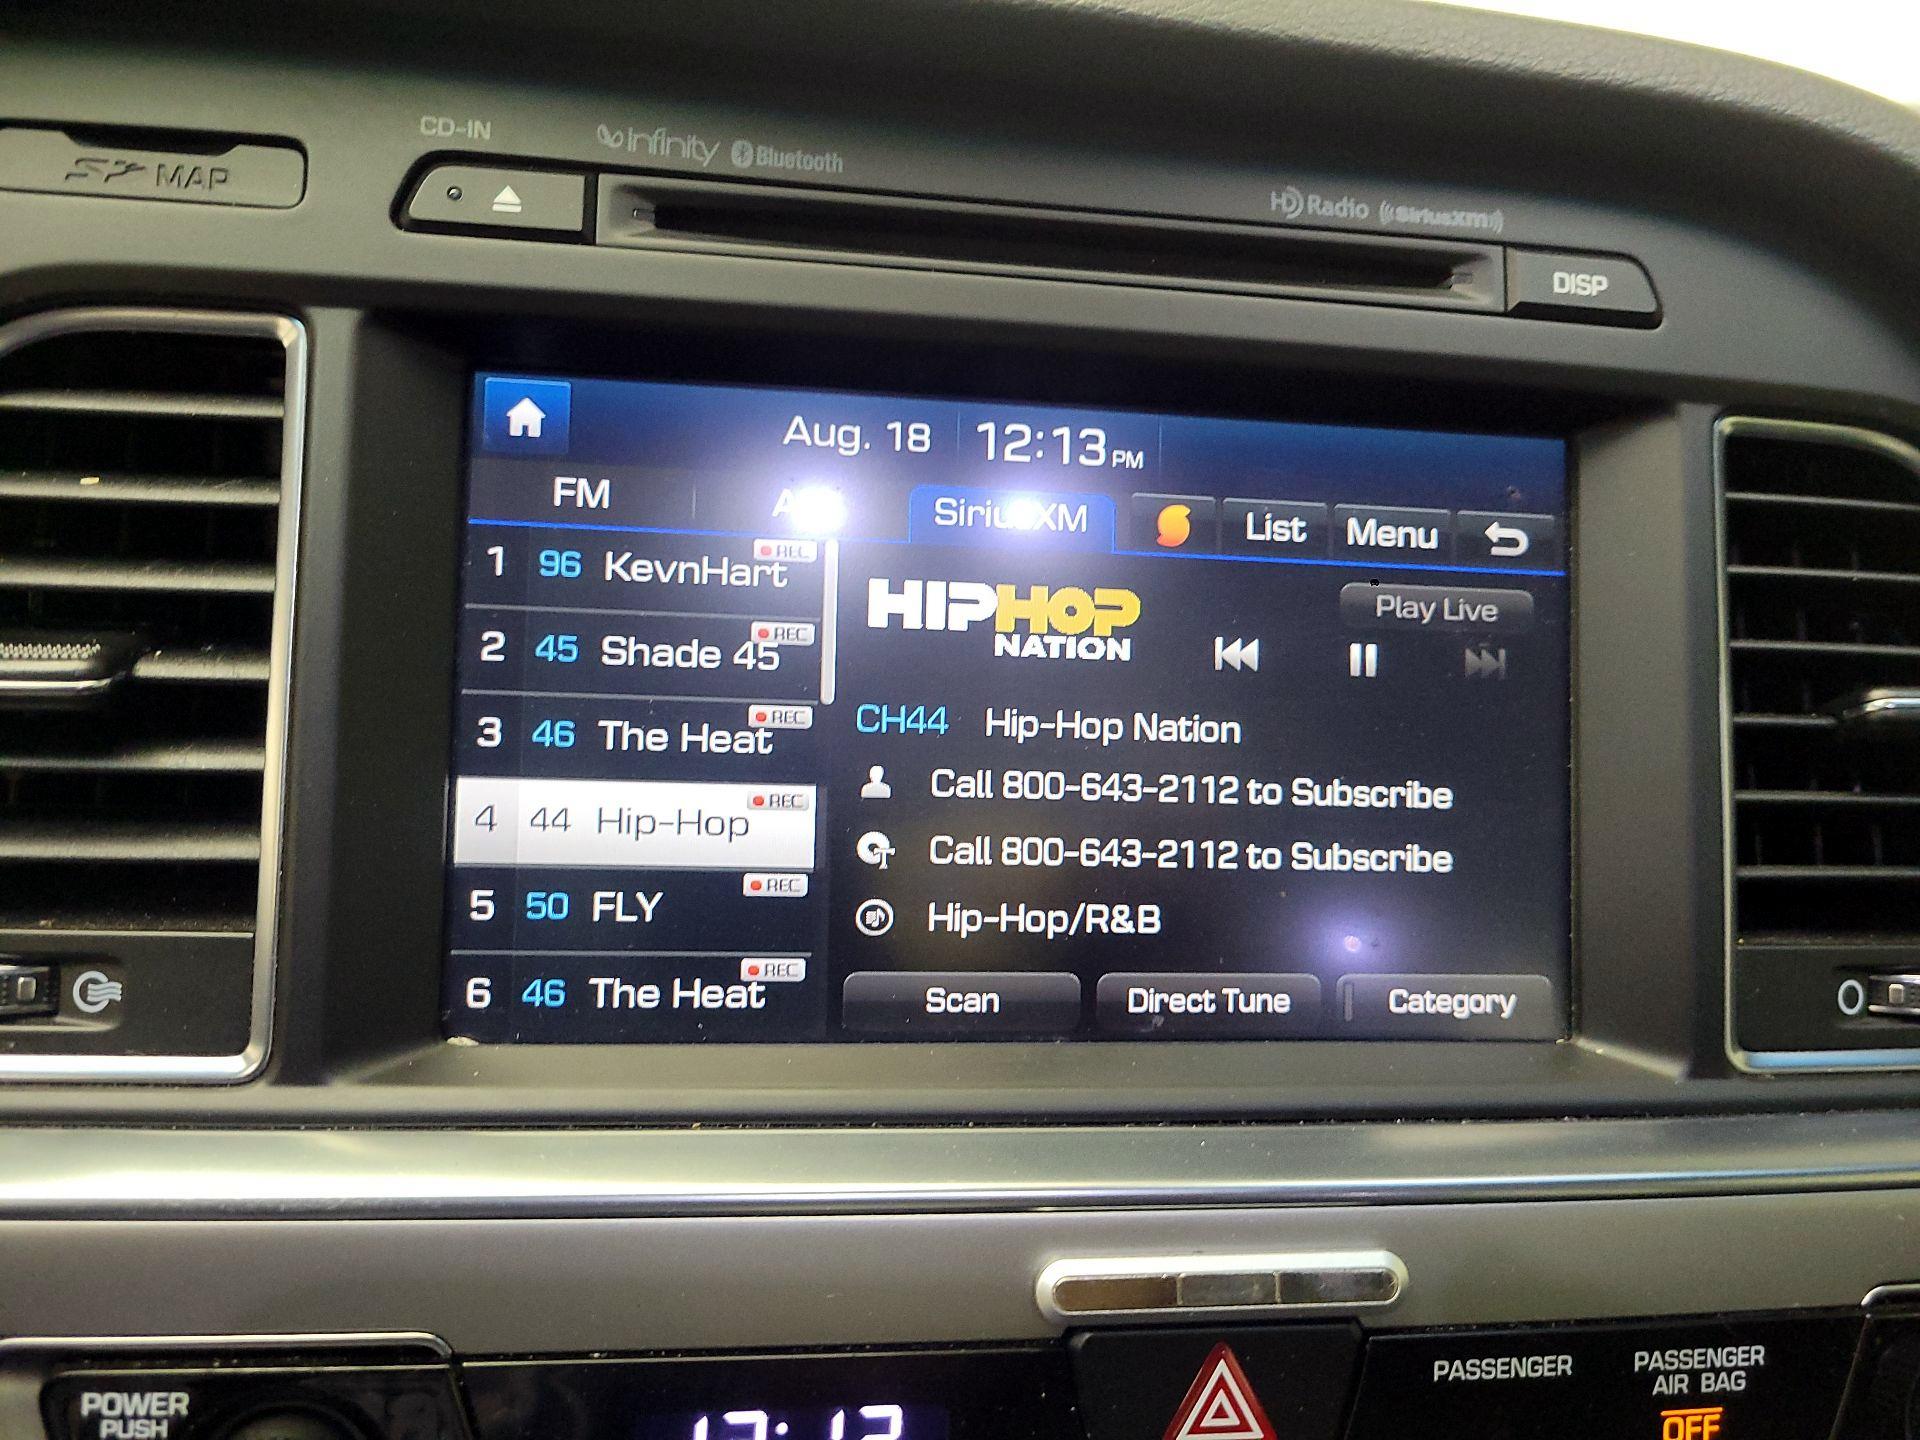 CD-IN
infinity Bluetooth
MAP
HD Radio ((SiriusXM))
DISP
Aug. 18 12:13 PM
FM
SiriusXM
List
Menu
1 96 KevnHart REC
2 45 Shade 45 REC
3 46 The Heat REC
4 44 Hip-Hop REC
5 50 FLY REC
6 46 The Heat REC
HIPHOP
NATION
Play Live
CH44 Hip-Hop Nation
Call 800-643-2112 to Subscribe
Call 800-643-2112 to Subscribe
Hip-Hop/R&B
Scan
Direct Tune
Category
POWER
PUSH
PASSENGER
PASSENGER
AIR BAG
OFF